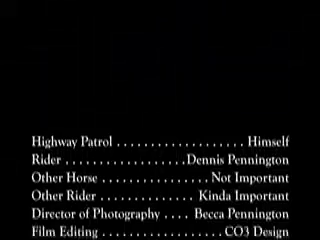 Highway Patrol . . . . . . . . . . . . . . . . . . . Himself
Rider . . . . . . . . . . . . . . . . . .Dennis Pennington
Other Horse . . . . . . . . . . . . . . . . Not Important
Other Rider . . . . . . . . . . . . . . Kinda Important
Director of Photography . . . . Becca Pennington
Film Editing . . . . . . . . . . . . . . . . . CO3 Design